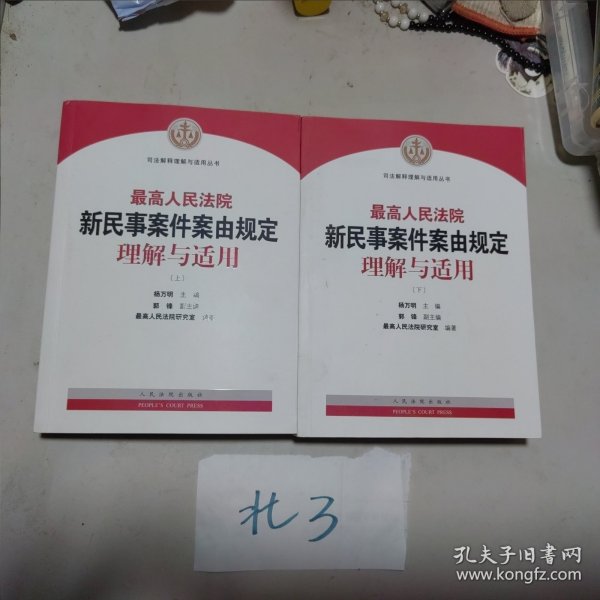 司法解释理解与适用丛书
最高人民法院
新民事案件案由规定
理解与适用
〔上〕
杨万明 主编
郭锋 副主编
最高人民法院研究室 编著
人民法院出版社
PEOPLE'S COURT PRESS
司法解释理解与适用丛书
最高人民法院
新民事案件案由规定
理解与适用
〔下〕
杨万明 主编
郭锋 副主编
最高人民法院研究室 编著
人民法院出版社
PEOPLE'S COURT PRESS
北3
孔夫子旧书网
www.kongfz.com